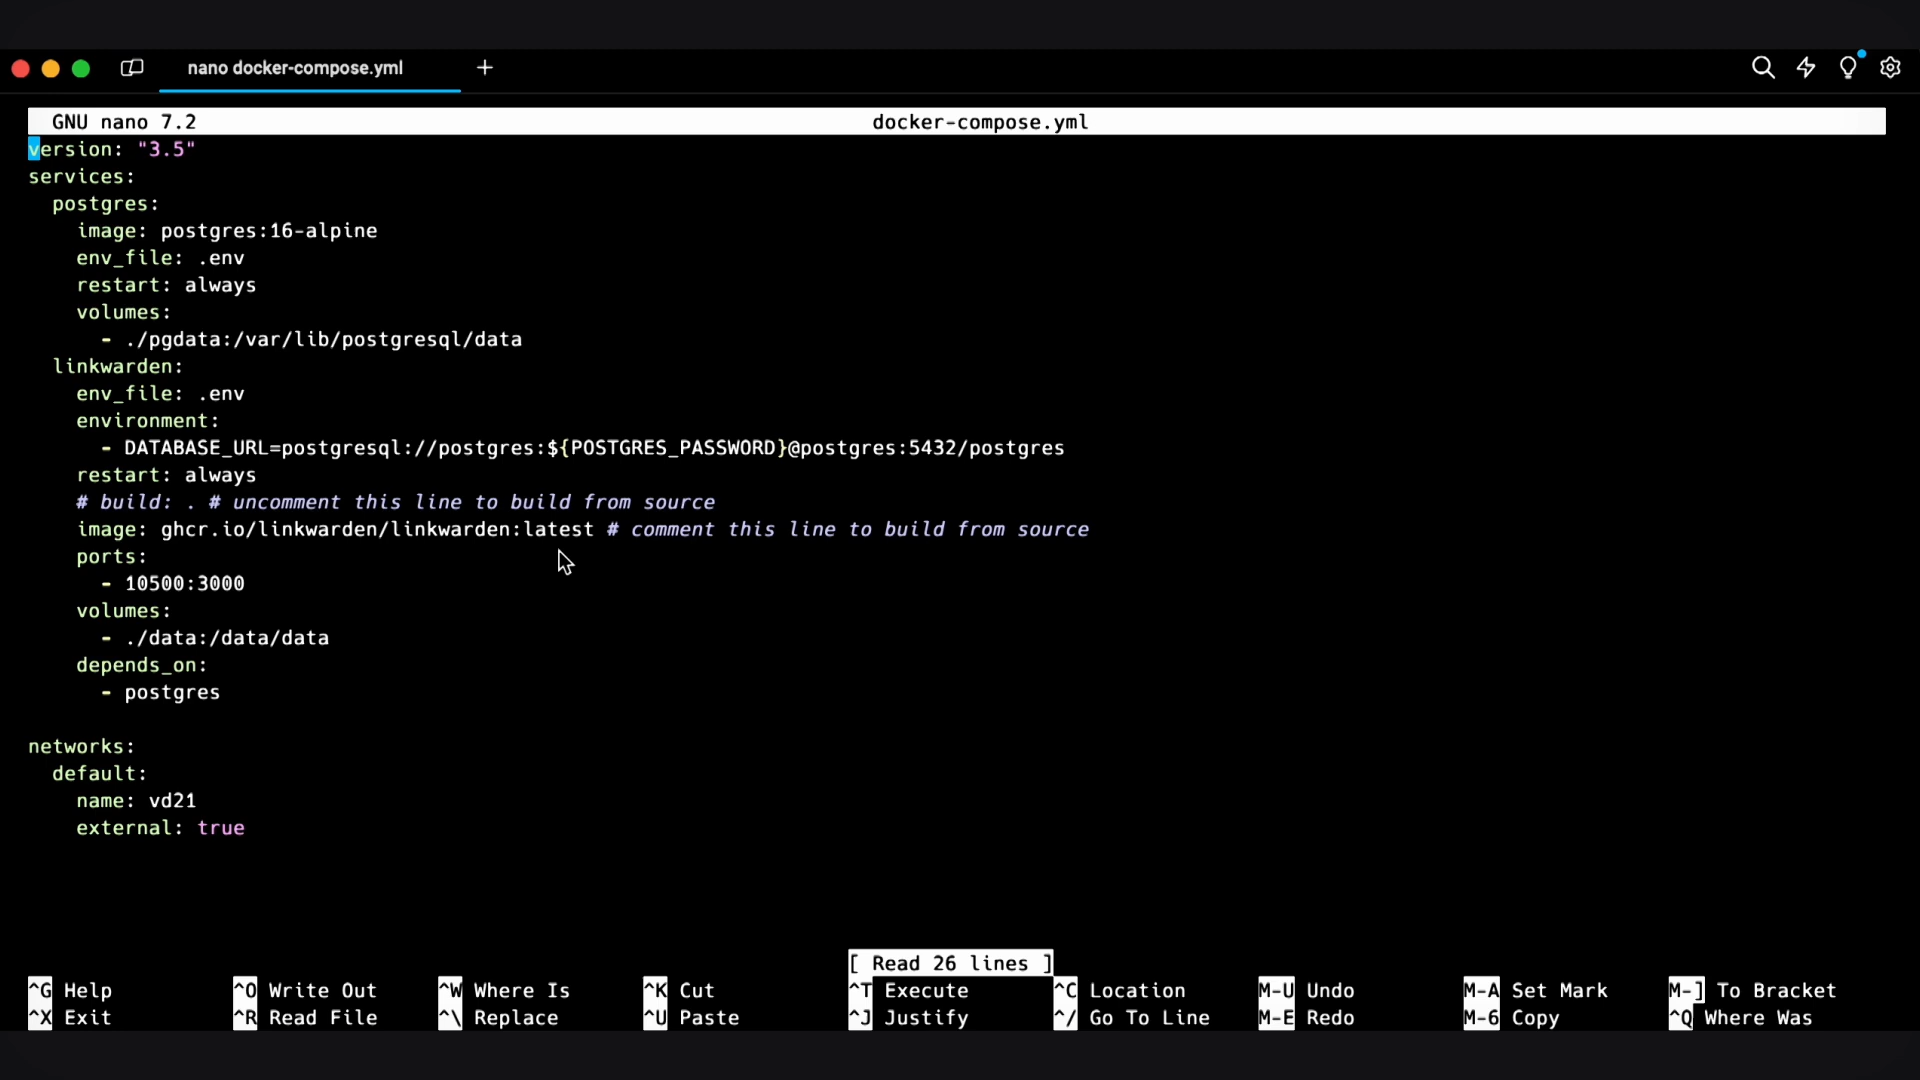 nano docker-compose.yml
GNU nano 7.2 docker-compose.yml
version: "3.5"
services:
  postgres:
    image: postgres:16-alpine
    env_file: .env
    restart: always
    volumes:
      - ./pgdata:/var/lib/postgresql/data
  linkwarden:
    env_file: .env
    environment:
      - DATABASE_URL=postgresql://postgres:${POSTGRES_PASSWORD}@postgres:5432/postgres
    restart: always
    # build: . # uncomment this line to build from source
    image: ghcr.io/linkwarden/linkwarden:latest # comment this line to build from source
    ports:
      - 10500:3000
    volumes:
      - ./data:/data/data
    depends_on:
      - postgres

networks:
  default:
    name: vd21
    external: true
[ Read 26 lines ]
^G Help ^O Write Out ^W Where Is ^K Cut ^T Execute ^C Location M-U Undo M-A Set Mark M-] To Bracket
^X Exit ^R Read File ^\ Replace ^U Paste ^J Justify ^/ Go To Line M-E Redo M-6 Copy ^Q Where Was